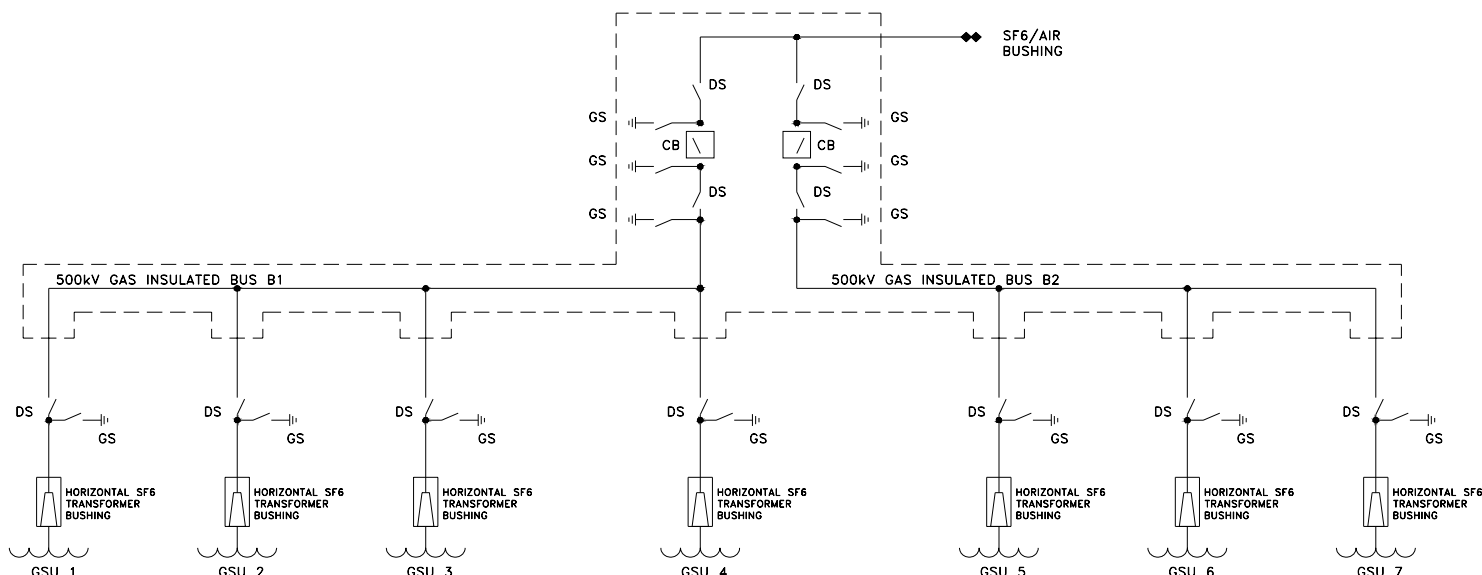 SF6/AIR
BUSHING
DS
DS
GS
GS
CB
CB
GS
GS
DS
DS
GS
GS
500kV GAS INSULATED BUS B1
500kV GAS INSULATED BUS B2
DS
DS
DS
DS
DS
DS
DS
GS
GS
GS
GS
GS
GS
GS
HORIZONTAL SF6
TRANSFORMER
BUSHING
HORIZONTAL SF6
TRANSFORMER
BUSHING
HORIZONTAL SF6
TRANSFORMER
BUSHING
HORIZONTAL SF6
TRANSFORMER
BUSHING
HORIZONTAL SF6
TRANSFORMER
BUSHING
HORIZONTAL SF6
TRANSFORMER
BUSHING
HORIZONTAL SF6
TRANSFORMER
BUSHING
GSU 1
GSU 2
GSU 3
GSU 4
GSU 5
GSU 6
GSU 7